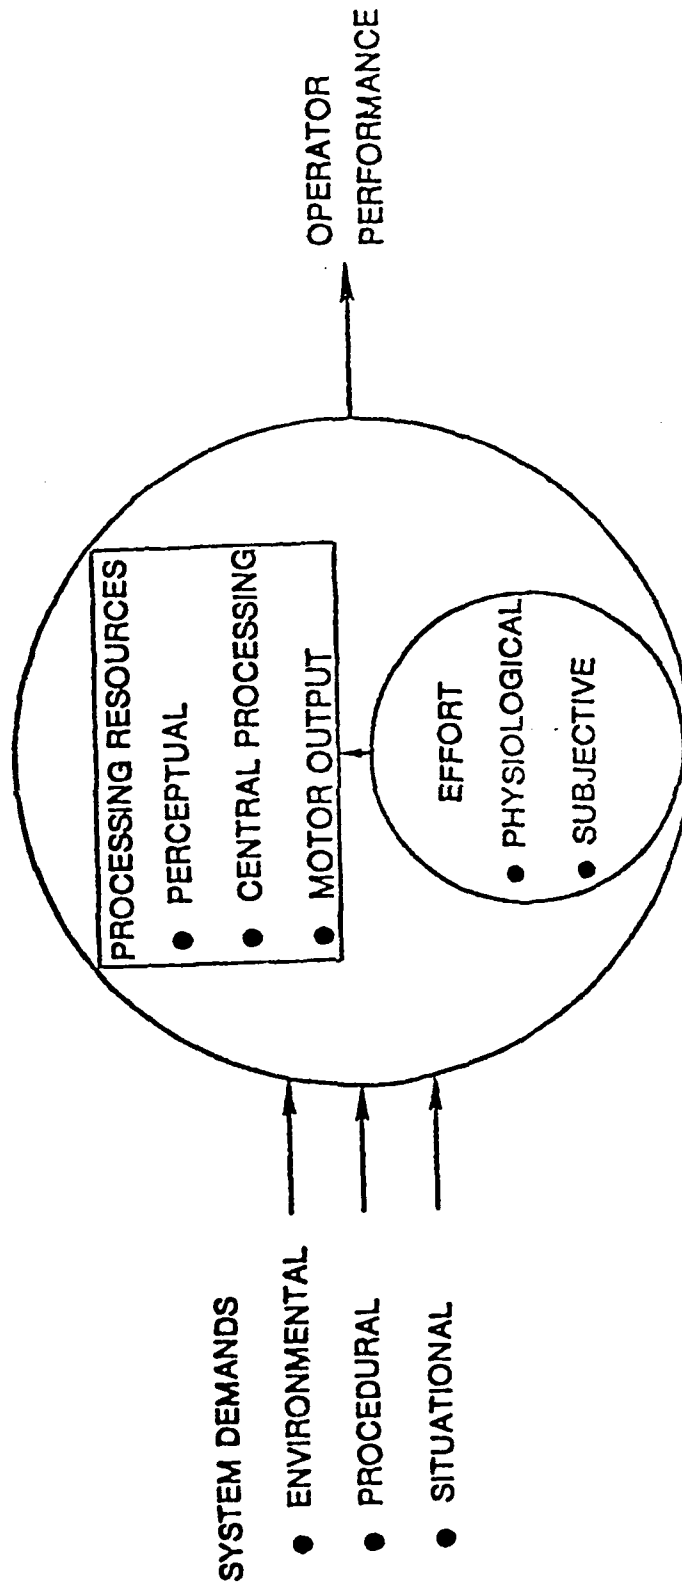 SYSTEM DEMANDS
● ENVIRONMENTAL
● PROCEDURAL
● SITUATIONAL
PROCESSING RESOURCES
● PERCEPTUAL
● CENTRAL PROCESSING
● MOTOR OUTPUT
EFFORT
● PHYSIOLOGICAL
● SUBJECTIVE
OPERATOR
PERFORMANCE